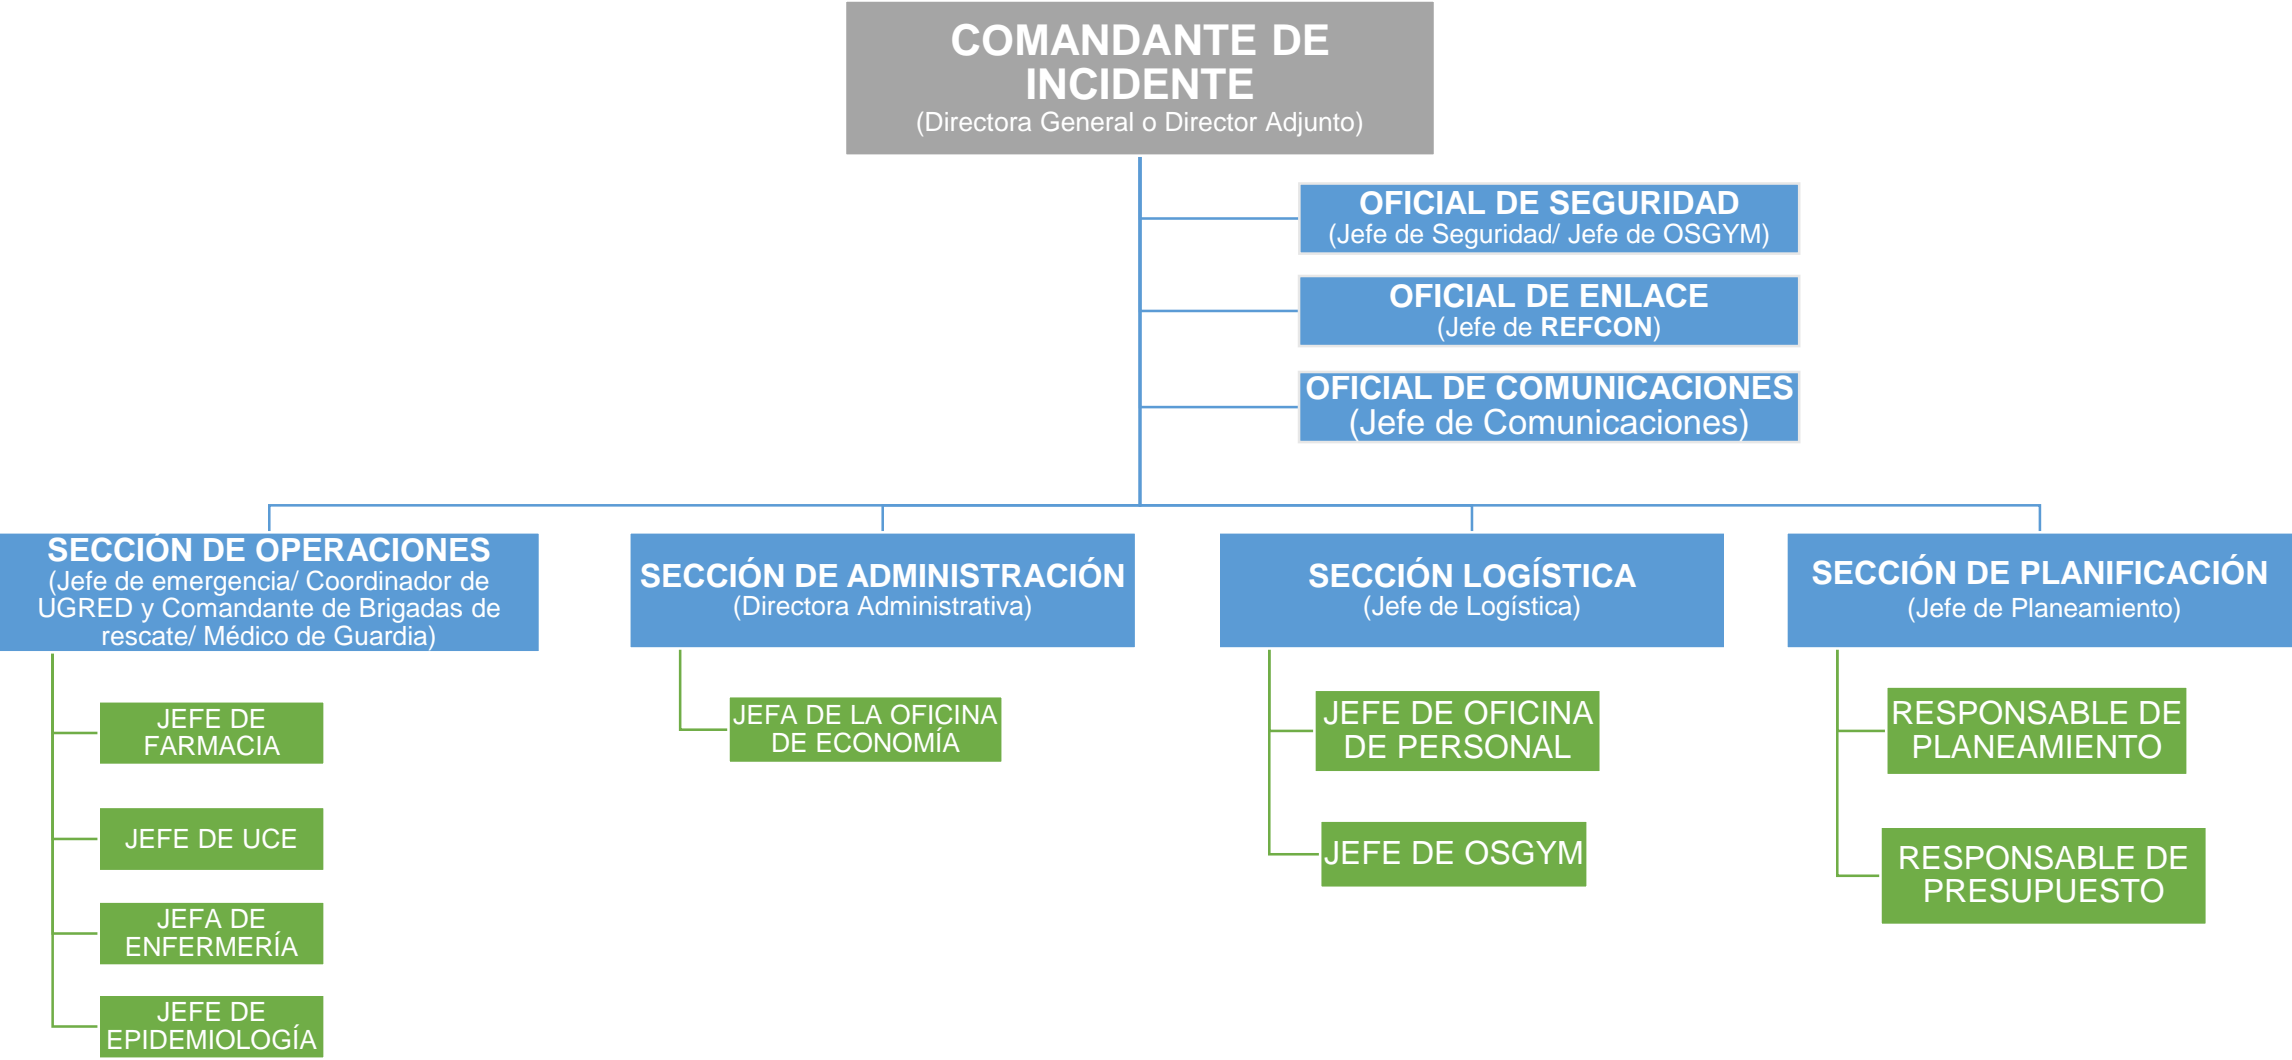 COMANDANTE DE
INCIDENTE
(Directora General o Director Adjunto)
OFICIAL DE SEGURIDAD
(Jefe de Seguridad/ Jefe de OSGYM)
OFICIAL DE ENLACE
(Jefe de REFCON)
OFICIAL DE COMUNICACIONES
(Jefe de Comunicaciones)
SECCIÓN DE OPERACIONES
(Jefe de emergencia/ Coordinador de
UGRED y Comandante de Brigadas de
rescate/ Médico de Guardia)
JEFE DE
FARMACIA
JEFE DE UCE
JEFA DE
ENFERMERÍA
JEFE DE
EPIDEMIOLOGÍA
SECCIÓN DE ADMINISTRACIÓN
(Directora Administrativa)
JEFA DE LA OFICINA
DE ECONOMÍA
SECCIÓN LOGÍSTICA
(Jefe de Logística)
JEFE DE OFICINA
DE PERSONAL
JEFE DE OSGYM
SECCIÓN DE PLANIFICACIÓN
(Jefe de Planeamiento)
RESPONSABLE DE
PLANEAMIENTO
RESPONSABLE DE
PRESUPUESTO